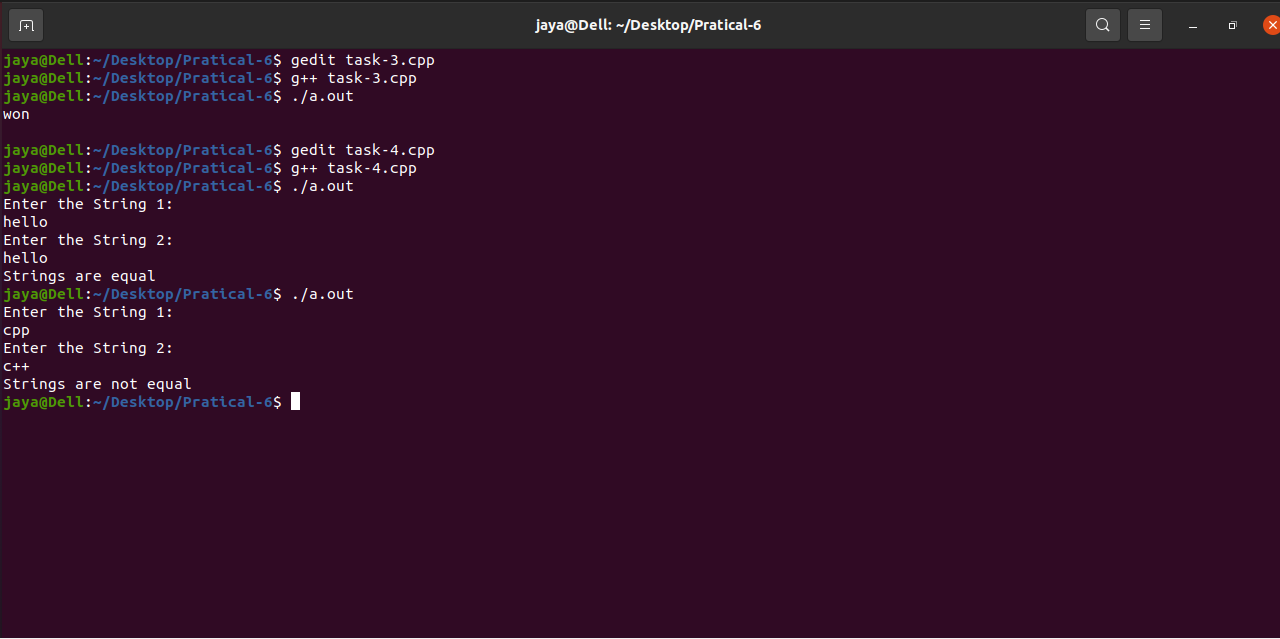 jaya@Dell: ~/Desktop/Pratical-6
jaya@Dell:~/Desktop/Pratical-6$ gedit task-3.cpp
jaya@Dell:~/Desktop/Pratical-6$ g++ task-3.cpp
jaya@Dell:~/Desktop/Pratical-6$ ./a.out
won
jaya@Dell:~/Desktop/Pratical-6$ gedit task-4.cpp
jaya@Dell:~/Desktop/Pratical-6$ g++ task-4.cpp
jaya@Dell:~/Desktop/Pratical-6$ ./a.out
Enter the String 1:
hello
Enter the String 2:
hello
Strings are equal
jaya@Dell:~/Desktop/Pratical-6$ ./a.out
Enter the String 1:
cpp
Enter the String 2:
c++
Strings are not equal
jaya@Dell:~/Desktop/Pratical-6$